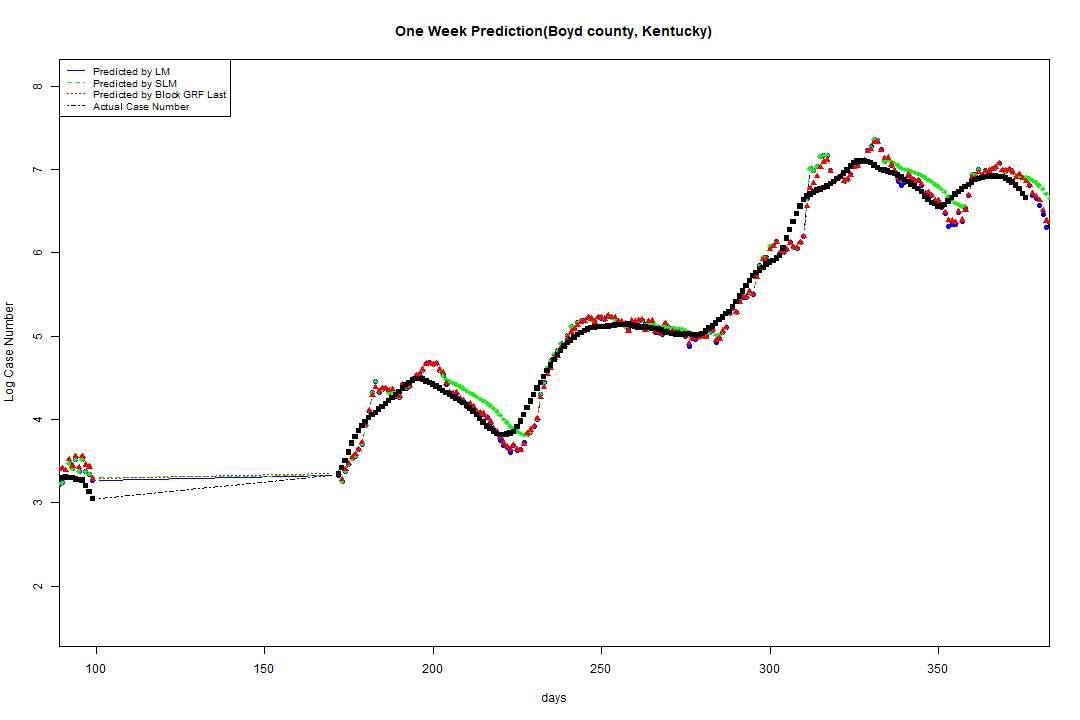 One Week Prediction(Boyd county, Kentucky)
Predicted by LM
Predicted by SLM
Predicted by Block GRF Last
Actual Case Number
8
7
6
5
4
3
2
Log Case Number
100 150 200 250 300 350
days